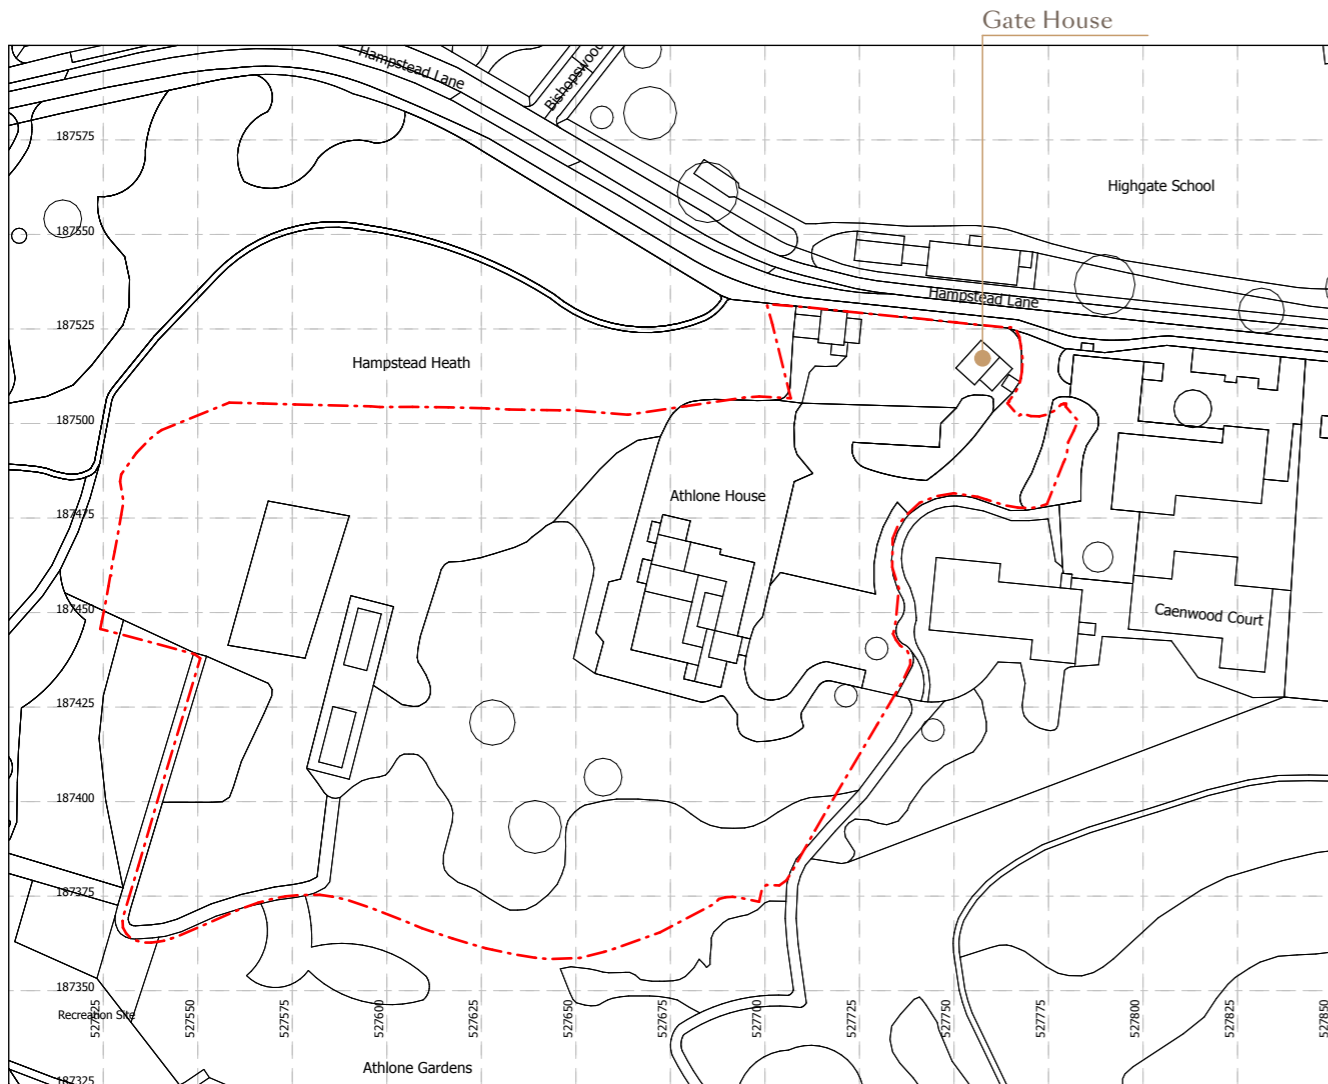 Gate House
Hampstead Lane
Bishopswood
187575
Highgate School
187550
Hampstead Lane
187525
Hampstead Heath
187500
Athlone House
187475
187450
Caenwood Court
187425
187400
187375
187350
527525
527550
527575
527600
527625
527650
527675
527700
527725
527750
527775
527800
527825
527850
Recreation Site
Athlone Gardens
187325